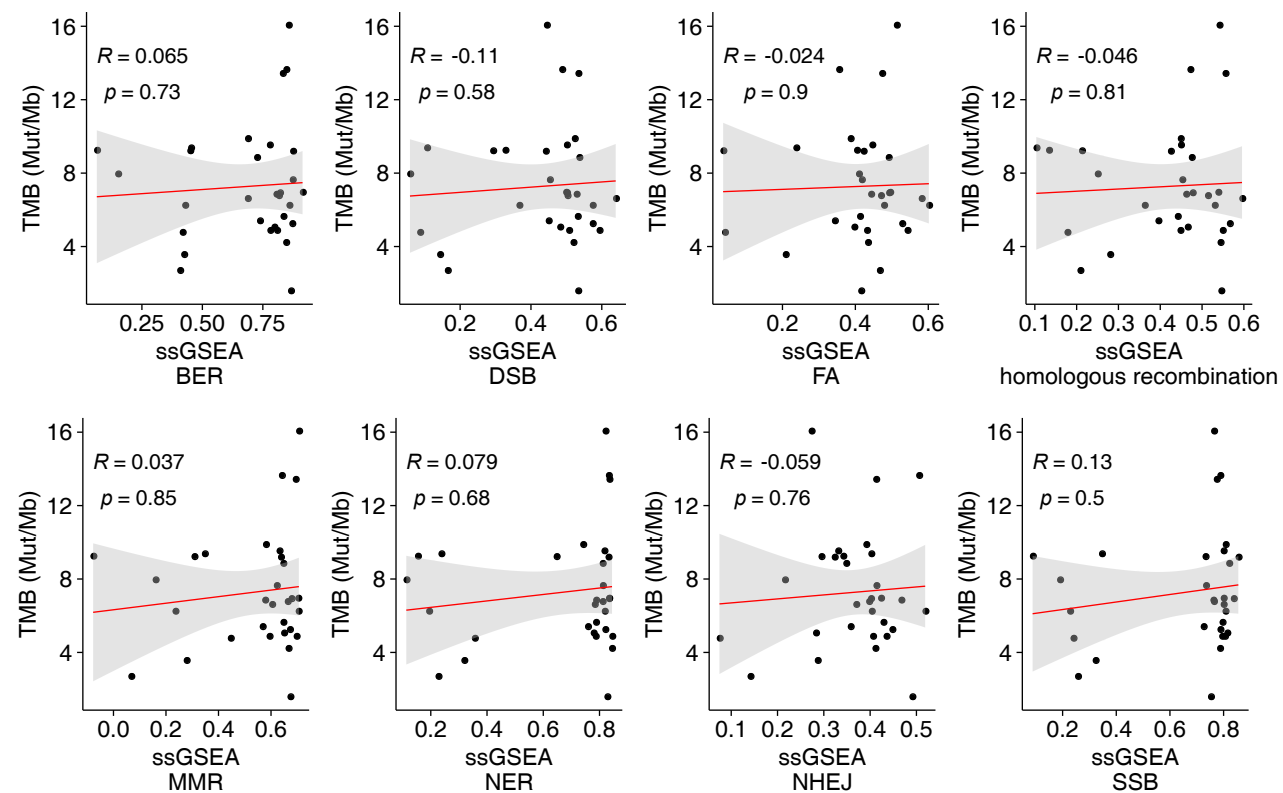 R = 0.065
p = 0.73
TMB (Mut/Mb)
16
12
8
4
0.25 0.50 0.75
ssGSEA
BER
R = -0.11
p = 0.58
TMB (Mut/Mb)
16
12
8
4
0.2 0.4 0.6
ssGSEA
DSB
R = -0.024
p = 0.9
TMB (Mut/Mb)
16
12
8
4
0.2 0.4 0.6
ssGSEA
FA
R = -0.046
p = 0.81
TMB (Mut/Mb)
16
12
8
4
0.1 0.2 0.3 0.4 0.5 0.6
ssGSEA
homologous recombination
R = 0.037
p = 0.85
TMB (Mut/Mb)
16
12
8
4
0.0 0.2 0.4 0.6
ssGSEA
MMR
R = 0.079
p = 0.68
TMB (Mut/Mb)
16
12
8
4
0.2 0.4 0.6 0.8
ssGSEA
NER
R = -0.059
p = 0.76
TMB (Mut/Mb)
16
12
8
4
0.1 0.2 0.3 0.4 0.5
ssGSEA
NHEJ
R = 0.13
p = 0.5
TMB (Mut/Mb)
16
12
8
4
0.2 0.4 0.6 0.8
ssGSEA
SSB